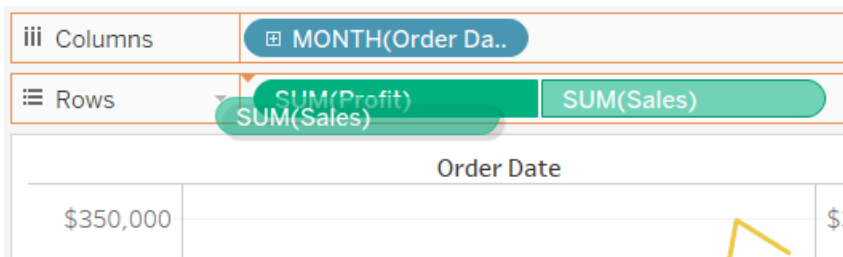 Columns
MONTH(Order Da..
Rows
SUM(Profit)
SUM(Sales)
SUM(Sales)
Order Date
$350,000